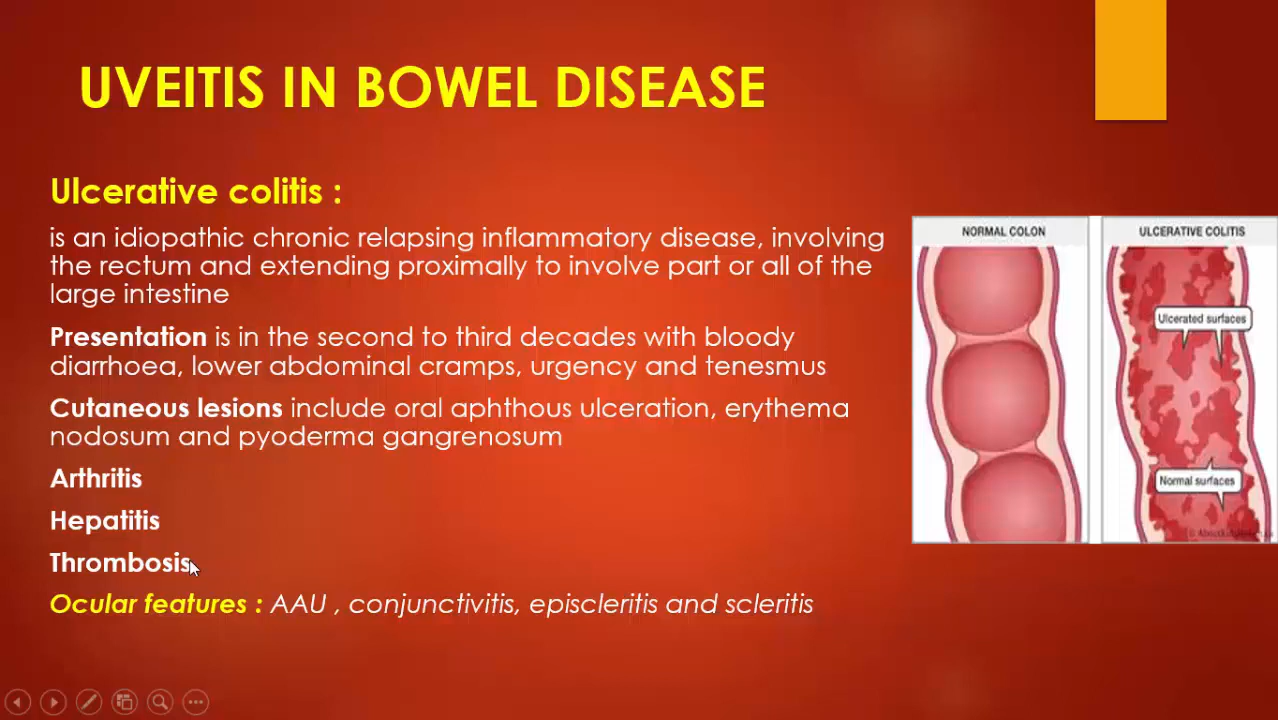 UVEITIS IN BOWEL DISEASE
Ulcerative colitis :
is an idiopathic chronic relapsing inflammatory disease, involving
the rectum and extending proximally to involve part or all of the
large intestine
Presentation is in the second to third decades with bloody
diarrhoea, lower abdominal cramps, urgency and tenesmus
Cutaneous lesions include oral aphthous ulceration, erythema
nodosum and pyoderma gangrenosum
Arthritis
Hepatitis
Thrombosis
Ocular features : AAU , conjunctivitis, episcleritis and scleritis
NORMAL COLON
ULCERATIVE COLITIS
Ulcerated surfaces
Normal surfaces